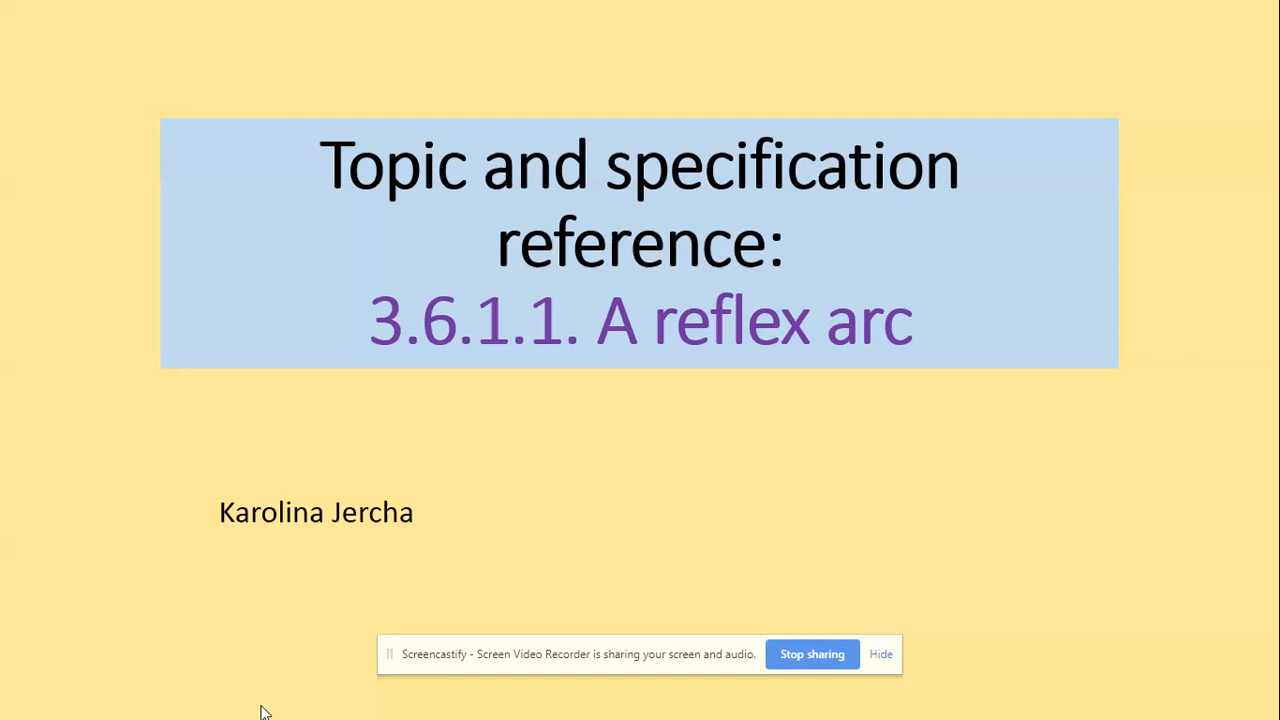 Topic and specification
reference:
3.6.1.1. A reflex arc
Karolina Jercha
Screencastify - Screen Video Recorder is sharing your screen and audio. Stop sharing Hide